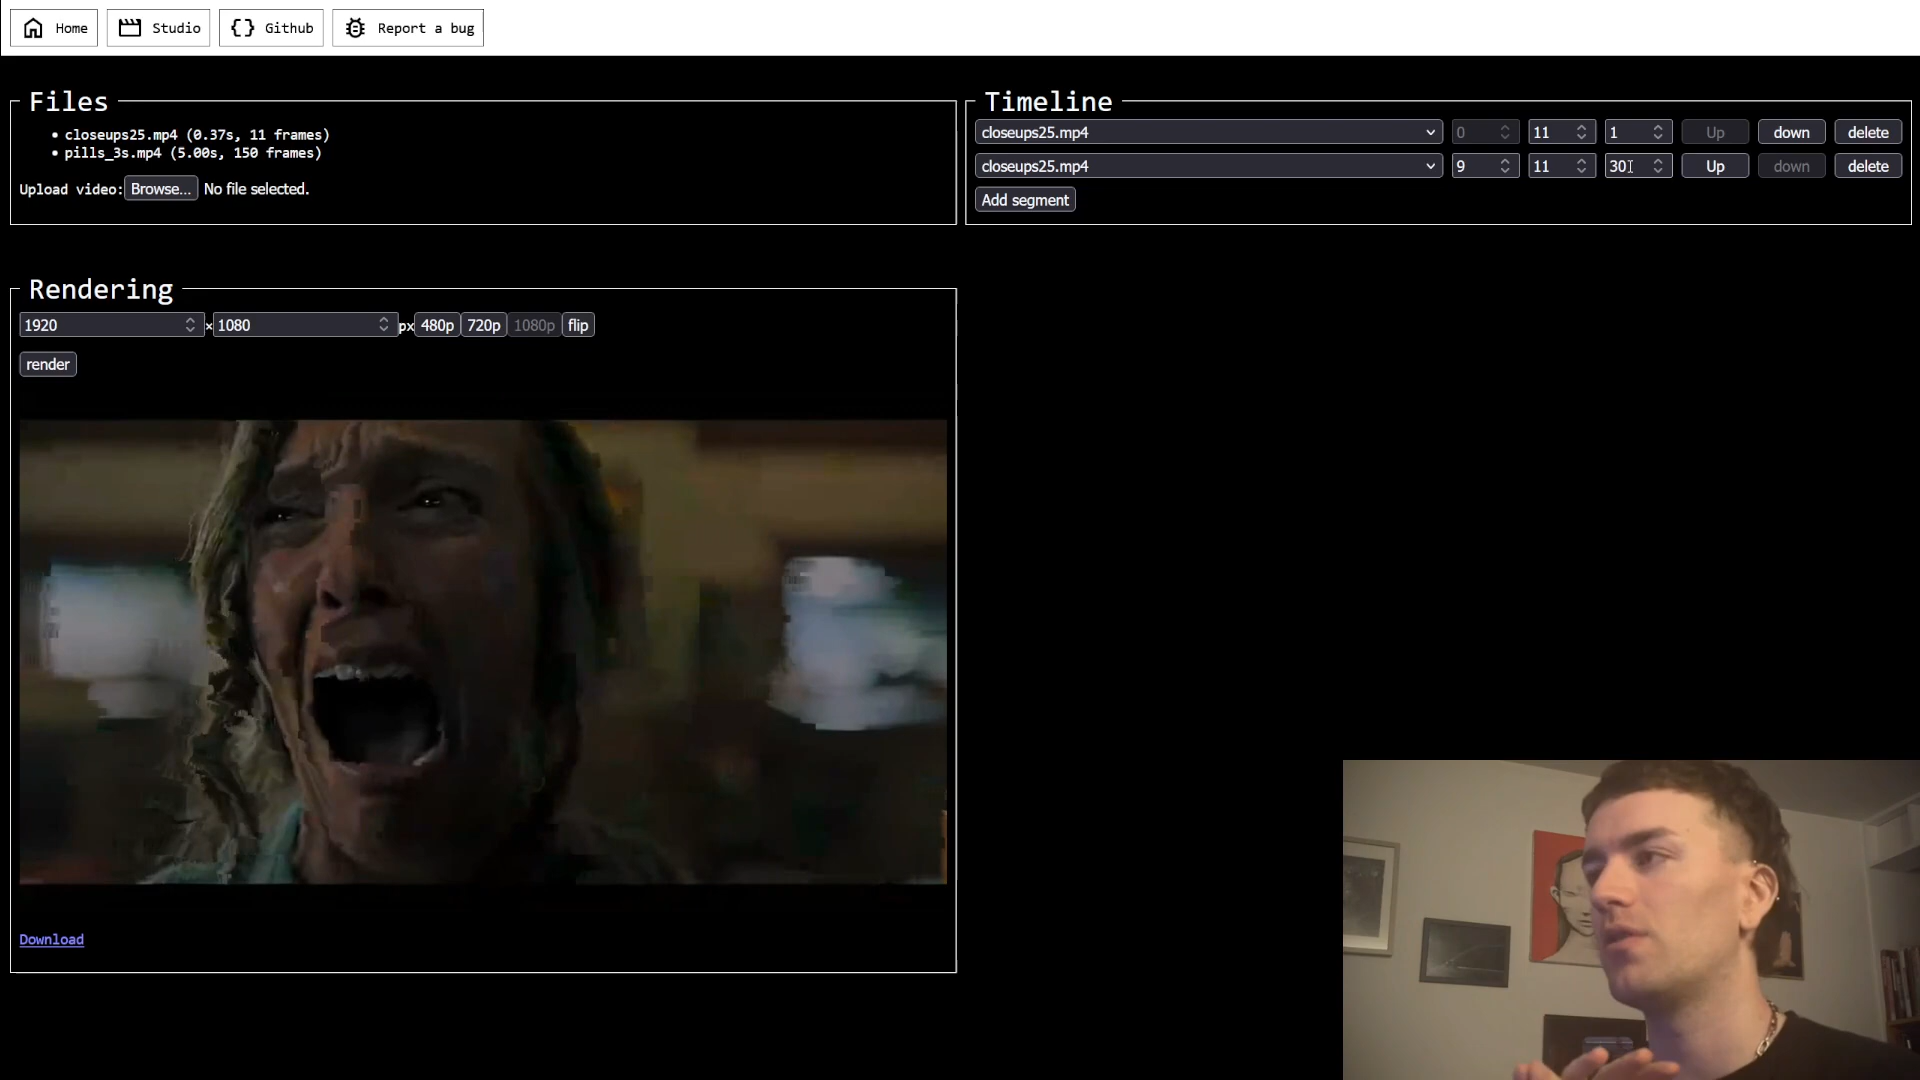 Home Studio Github Report a bug
Files
closeups25.mp4 (0.37s, 11 frames)
pills_3s.mp4 (5.00s, 150 frames)
Upload video: Browse... No file selected.
Timeline
closeups25.mp4 0 11 1 Up down delete
closeups25.mp4 9 11 30 Up down delete
Add segment
Rendering
1920 × 1080 px 480p 720p 1080p flip
render
Download